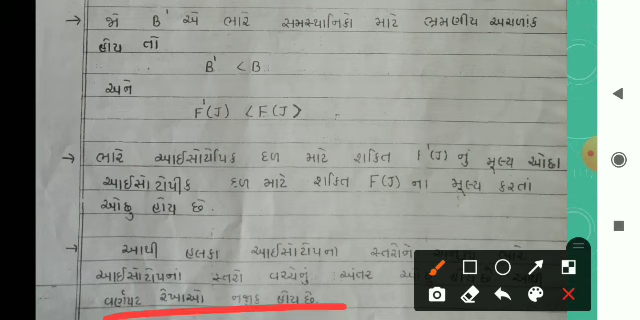 → જો B' એ ભારે સમસ્થાનિકો માટે ભ્રમણીય અચળાંક
હોય તો
B' < B
અને
F'(J) < F(J)
→ ભારે આઈસોટોપિક દળ માટે શકિત F'(J) નું મૂલ્ય ઓછા
આઈસોટોપીક દળ માટે શકિત F(J) ના મૂલ્ય કરતાં
ઓછુ હોય છે.
→ આથી હલકા આઈસોટોપના સ્તરોને
આઈસોટોપના સ્તરો વચ્ચેનું અંતર
વર્ણપટ રેખાઓ નજીક હોય છે.